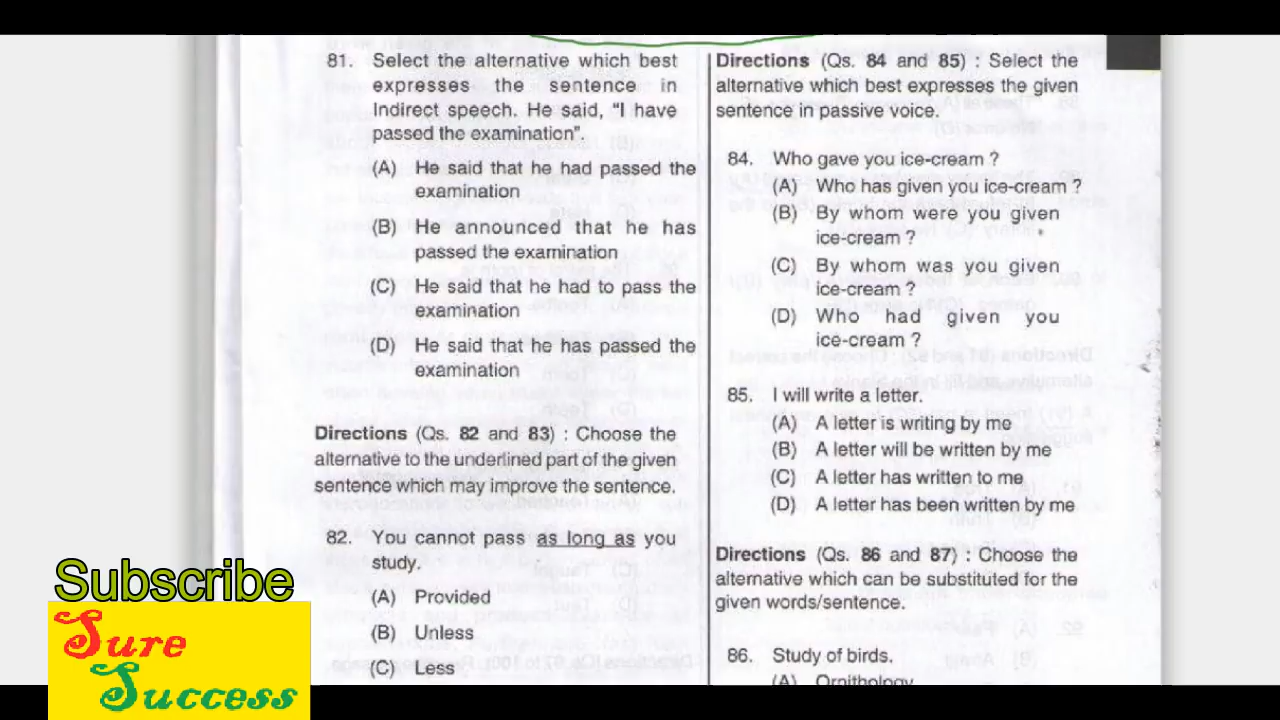 81. Select the alternative which best
expresses the sentence in
Indirect speech. He said, "I have
passed the examination".
(A) He said that he had passed the
examination
(B) He announced that he has
passed the examination
(C) He said that he had to pass the
examination
(D) He said that he has passed the
examination
Directions (Qs. 82 and 83) : Choose the
alternative to the underlined part of the given
sentence which may improve the sentence.
82. You cannot pass as long as you
study.
(A) Provided
(B) Unless
(C) Less
Directions (Qs. 84 and 85) : Select the
alternative which best expresses the given
sentence in passive voice.
84. Who gave you ice-cream ?
(A) Who has given you ice-cream ?
(B) By whom were you given
ice-cream ?
(C) By whom was you given
ice-cream ?
(D) Who had given you
ice-cream ?
85. I will write a letter.
(A) A letter is writing by me
(B) A letter will be written by me
(C) A letter has written to me
(D) A letter has been written by me
Directions (Qs. 86 and 87) : Choose the
alternative which can be substituted for the
given words/sentence.
86. Study of birds.
(A) Ornithology
Subscribe
Sure
Success